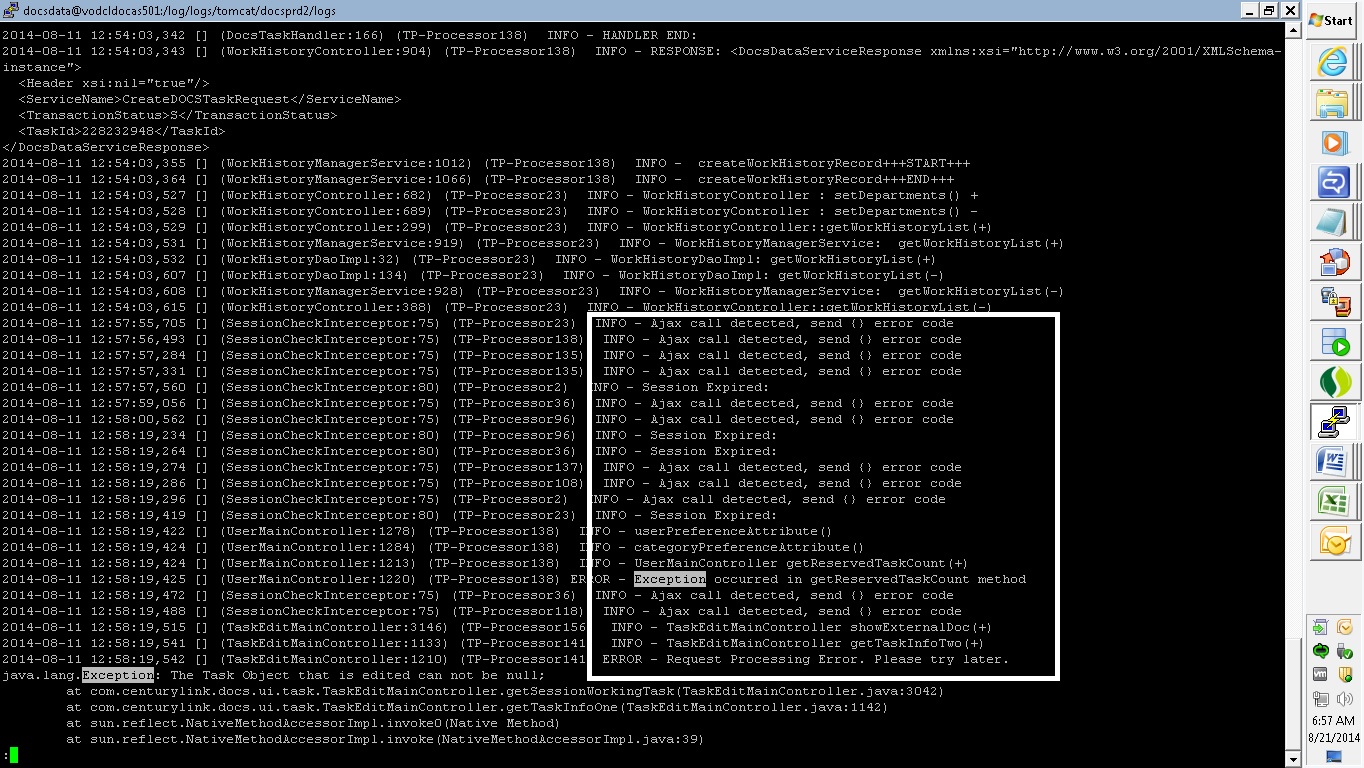 docsdata@vodcldocas501:/log/logs/tomcat/docsprd2/logs
2014-08-11 12:54:03,342 [] (DocsTaskHandler:166) (TP-Processor138) INFO - HANDLER END:
2014-08-11 12:54:03,343 [] (WorkHistoryController:904) (TP-Processor138) INFO - RESPONSE: <DocsDataServiceResponse xmlns:xsi="http://www.w3.org/2001/XMLSchema-
instance">
<Header xsi:nil="true"/>
<ServiceName>CreateDOCSTaskRequest</ServiceName>
<TransactionStatus>S</TransactionStatus>
<TaskId>228232948</TaskId>
</DocsDataServiceResponse>
2014-08-11 12:54:03,355 [] (WorkHistoryManagerService:1012) (TP-Processor138) INFO - createWorkHistoryRecord+++START+++
2014-08-11 12:54:03,364 [] (WorkHistoryManagerService:1066) (TP-Processor138) INFO - createWorkHistoryRecord+++END+++
2014-08-11 12:54:03,527 [] (WorkHistoryController:682) (TP-Processor23) INFO - WorkHistoryController : setDepartments() +
2014-08-11 12:54:03,528 [] (WorkHistoryController:689) (TP-Processor23) INFO - WorkHistoryController : setDepartments() -
2014-08-11 12:54:03,529 [] (WorkHistoryController:299) (TP-Processor23) INFO - WorkHistoryController::getWorkHistoryList(+)
2014-08-11 12:54:03,531 [] (WorkHistoryManagerService:919) (TP-Processor23) INFO - WorkHistoryManagerService: getWorkHistoryList(+)
2014-08-11 12:54:03,532 [] (WorkHistoryDaoImpl:32) (TP-Processor23) INFO - WorkHistoryDaoImpl: getWorkHistoryList(+)
2014-08-11 12:54:03,607 [] (WorkHistoryDaoImpl:134) (TP-Processor23) INFO - WorkHistoryDaoImpl: getWorkHistoryList(-)
2014-08-11 12:54:03,608 [] (WorkHistoryManagerService:928) (TP-Processor23) INFO - WorkHistoryManagerService: getWorkHistoryList(-)
2014-08-11 12:54:03,615 [] (WorkHistoryController:388) (TP-Processor23) INFO - WorkHistoryController::getWorkHistoryList(-)
2014-08-11 12:57:55,705 [] (SessionCheckInterceptor:75) (TP-Processor23) INFO - Ajax call detected, send {} error code
2014-08-11 12:57:56,493 [] (SessionCheckInterceptor:75) (TP-Processor138) INFO - Ajax call detected, send {} error code
2014-08-11 12:57:57,284 [] (SessionCheckInterceptor:75) (TP-Processor135) INFO - Ajax call detected, send {} error code
2014-08-11 12:57:57,331 [] (SessionCheckInterceptor:75) (TP-Processor135) INFO - Ajax call detected, send {} error code
2014-08-11 12:57:57,560 [] (SessionCheckInterceptor:80) (TP-Processor2) INFO - Session Expired:
2014-08-11 12:57:59,056 [] (SessionCheckInterceptor:75) (TP-Processor36) INFO - Ajax call detected, send {} error code
2014-08-11 12:58:00,562 [] (SessionCheckInterceptor:75) (TP-Processor96) INFO - Ajax call detected, send {} error code
2014-08-11 12:58:19,234 [] (SessionCheckInterceptor:80) (TP-Processor96) INFO - Session Expired:
2014-08-11 12:58:19,264 [] (SessionCheckInterceptor:80) (TP-Processor36) INFO - Session Expired:
2014-08-11 12:58:19,274 [] (SessionCheckInterceptor:75) (TP-Processor137) INFO - Ajax call detected, send {} error code
2014-08-11 12:58:19,286 [] (SessionCheckInterceptor:75) (TP-Processor108) INFO - Ajax call detected, send {} error code
2014-08-11 12:58:19,296 [] (SessionCheckInterceptor:75) (TP-Processor2) INFO - Ajax call detected, send {} error code
2014-08-11 12:58:19,419 [] (SessionCheckInterceptor:80) (TP-Processor23) INFO - Session Expired:
2014-08-11 12:58:19,422 [] (UserMainController:1278) (TP-Processor138) INFO - userPreferenceAttribute()
2014-08-11 12:58:19,424 [] (UserMainController:1284) (TP-Processor138) INFO - categoryPreferenceAttribute()
2014-08-11 12:58:19,424 [] (UserMainController:1213) (TP-Processor138) INFO - UserMainController getReservedTaskCount(+)
2014-08-11 12:58:19,425 [] (UserMainController:1220) (TP-Processor138) ERROR - Exception occurred in getReservedTaskCount method
2014-08-11 12:58:19,472 [] (SessionCheckInterceptor:75) (TP-Processor36) INFO - Ajax call detected, send {} error code
2014-08-11 12:58:19,488 [] (SessionCheckInterceptor:75) (TP-Processor118) INFO - Ajax call detected, send {} error code
2014-08-11 12:58:19,515 [] (TaskEditMainController:3146) (TP-Processor156 INFO - TaskEditMainController showExternalDoc(+)
2014-08-11 12:58:19,541 [] (TaskEditMainController:1133) (TP-Processor141 INFO - TaskEditMainController getTaskInfoTwo(+)
2014-08-11 12:58:19,542 [] (TaskEditMainController:1210) (TP-Processor141 ERROR - Request Processing Error. Please try later.
java.lang.Exception: The Task Object that is edited can not be null;
at com.centurylink.docs.ui.task.TaskEditMainController.getSessionWorkingTask(TaskEditMainController.java:3042)
at com.centurylink.docs.ui.task.TaskEditMainController.getTaskInfoOne(TaskEditMainController.java:1142)
at sun.reflect.NativeMethodAccessorImpl.invoke0(Native Method)
at sun.reflect.NativeMethodAccessorImpl.invoke(NativeMethodAccessorImpl.java:39)
:
Start
6:57 AM
8/21/2014